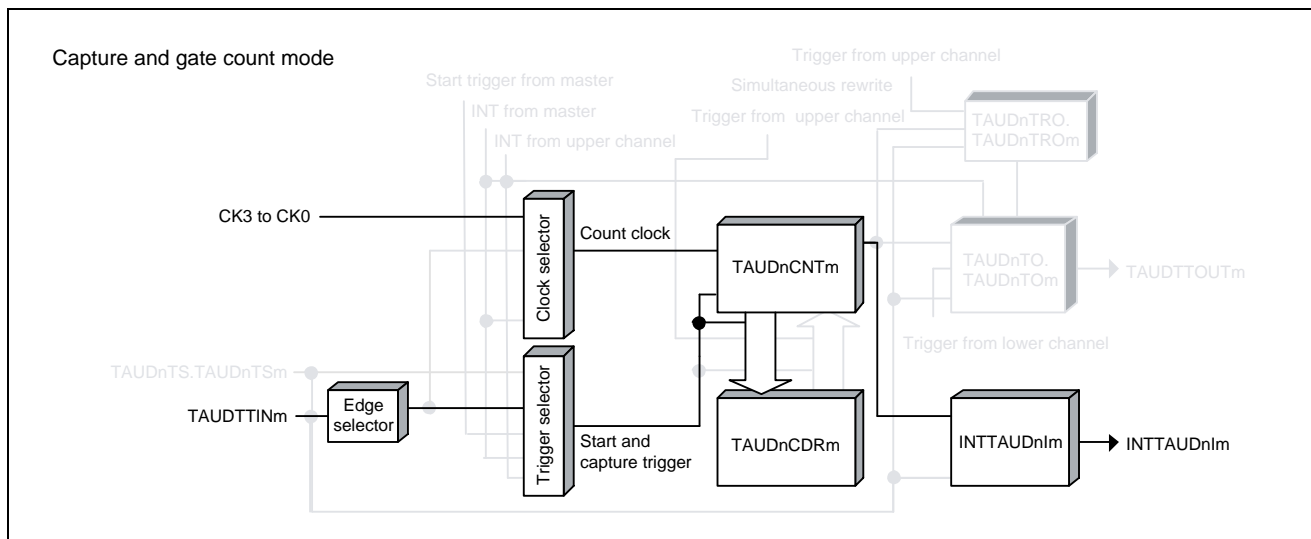 Capture and gate count mode
Trigger from upper channel
Start trigger from master
Simultaneous rewrite
INT from master
Trigger from upper channel
INT from upper channel
TAUDnTRO.
TAUDnTROm
CK3 to CK0
Clock selector
Count clock
TAUDnCNTm
TAUDnTO.
TAUDnTOm
TAUDTTOUTm
Trigger from lower channel
TAUDnTS.TAUDnTSm
TAUDTTINm
Edge
selector
Trigger selector
Start and
capture trigger
TAUDnCDRm
INTTAUDnIm
INTTAUDnIm